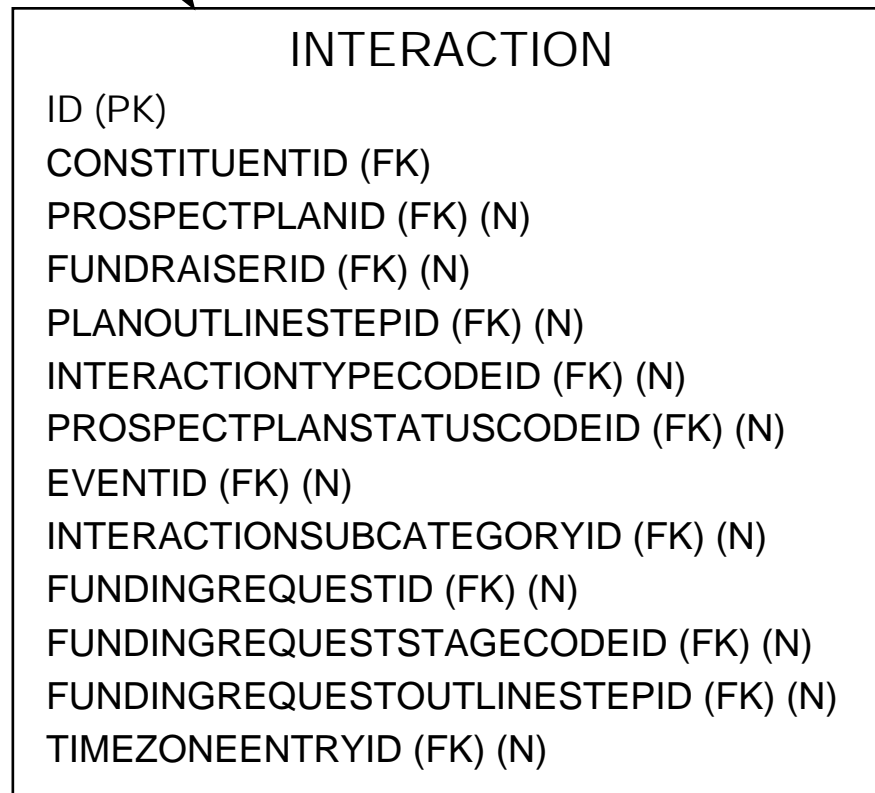 INTERACTION
ID (PK)
CONSTITUENTID (FK)
PROSPECTPLANID (FK) (N)
FUNDRAISERID (FK) (N)
PLANOUTLINESTEPID (FK) (N)
INTERACTIONTYPECODEID (FK) (N)
PROSPECTPLANSTATUSCODEID (FK) (N)
EVENTID (FK) (N)
INTERACTIONSUBCATEGORYID (FK) (N)
FUNDINGREQUESTID (FK) (N)
FUNDINGREQUESTSTAGECODEID (FK) (N)
FUNDINGREQUESTOUTLINESTEPID (FK) (N)
TIMEZONEENTRYID (FK) (N)